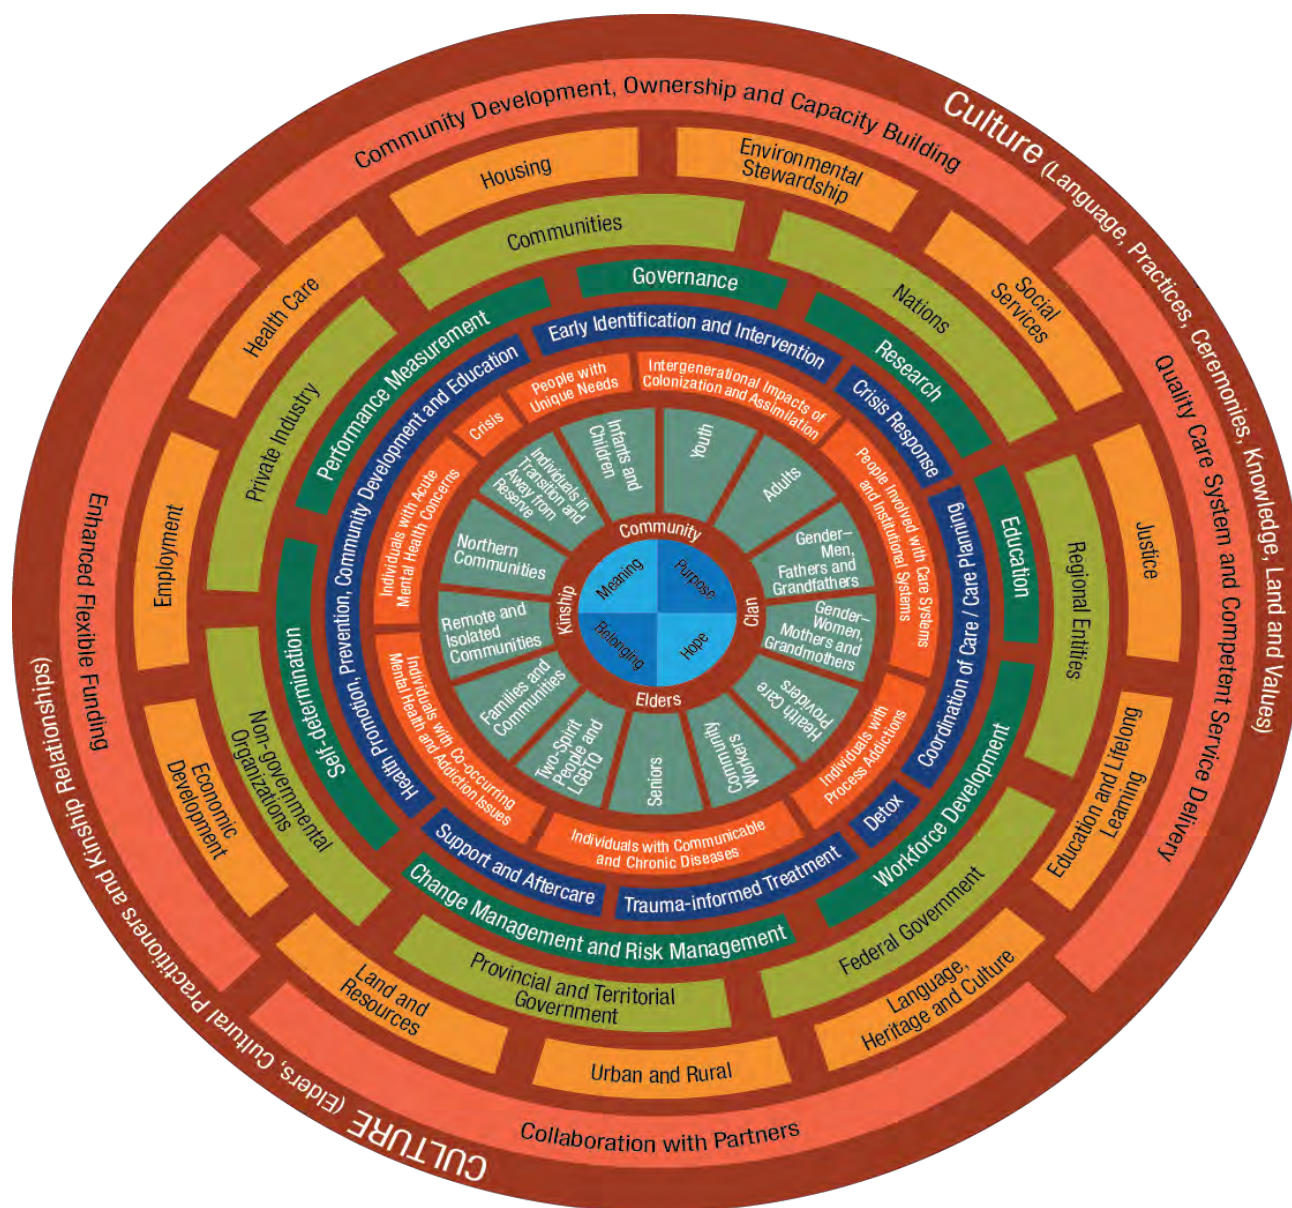 Culture (Language, Practices, Ceremonies, Knowledge, Land and Values)
CULTURE (Elders, Cultural Practitioners and Kinship Relationships)
Community Development, Ownership and Capacity Building
Quality Care System and Competent Service Delivery
Collaboration with Partners
Enhanced Flexible Funding
Housing
Environmental
Stewardship
Social
Services
Justice
Education and Lifelong
Learning
Language,
Heritage and Culture
Urban and Rural
Land and
Resources
Economic
Development
Employment
Health Care
Communities
Nations
Regional Entities
Federal Government
Provincial and Territorial
Government
Non-governmental
Organizations
Private Industry
Governance
Research
Education
Workforce Development
Change Management and Risk Management
Self-determination
Performance Measurement
Early Identification and Intervention
Crisis Response
Coordination of Care / Care Planning
Detox
Trauma-informed Treatment
Support and Aftercare
Health Promotion, Prevention, Community Development and Education
People with
Unique Needs
Intergenerational Impacts of
Colonization and Assimilation
People Involved with Care Systems
and Institutional Systems
Individuals with
Process Addictions
Individuals with Communicable
and Chronic Diseases
Individuals with Co-occurring
Mental Health and Addiction Issues
Individuals with Acute
Mental Health Concerns
Crisis
Infants and
Children
Youth
Adults
Gender–
Men,
Fathers and
Grandfathers
Gender–
Women,
Mothers and
Grandmothers
Health Care
Providers
Community
Workers
Seniors
Two-Spirit
People and
LGBTQ
Families and
Communities
Remote and
Isolated
Communities
Northern
Communities
Individuals in
Transition and
Away from
Reserve
Community
Clan
Elders
Kinship
Meaning
Purpose
Hope
Belonging